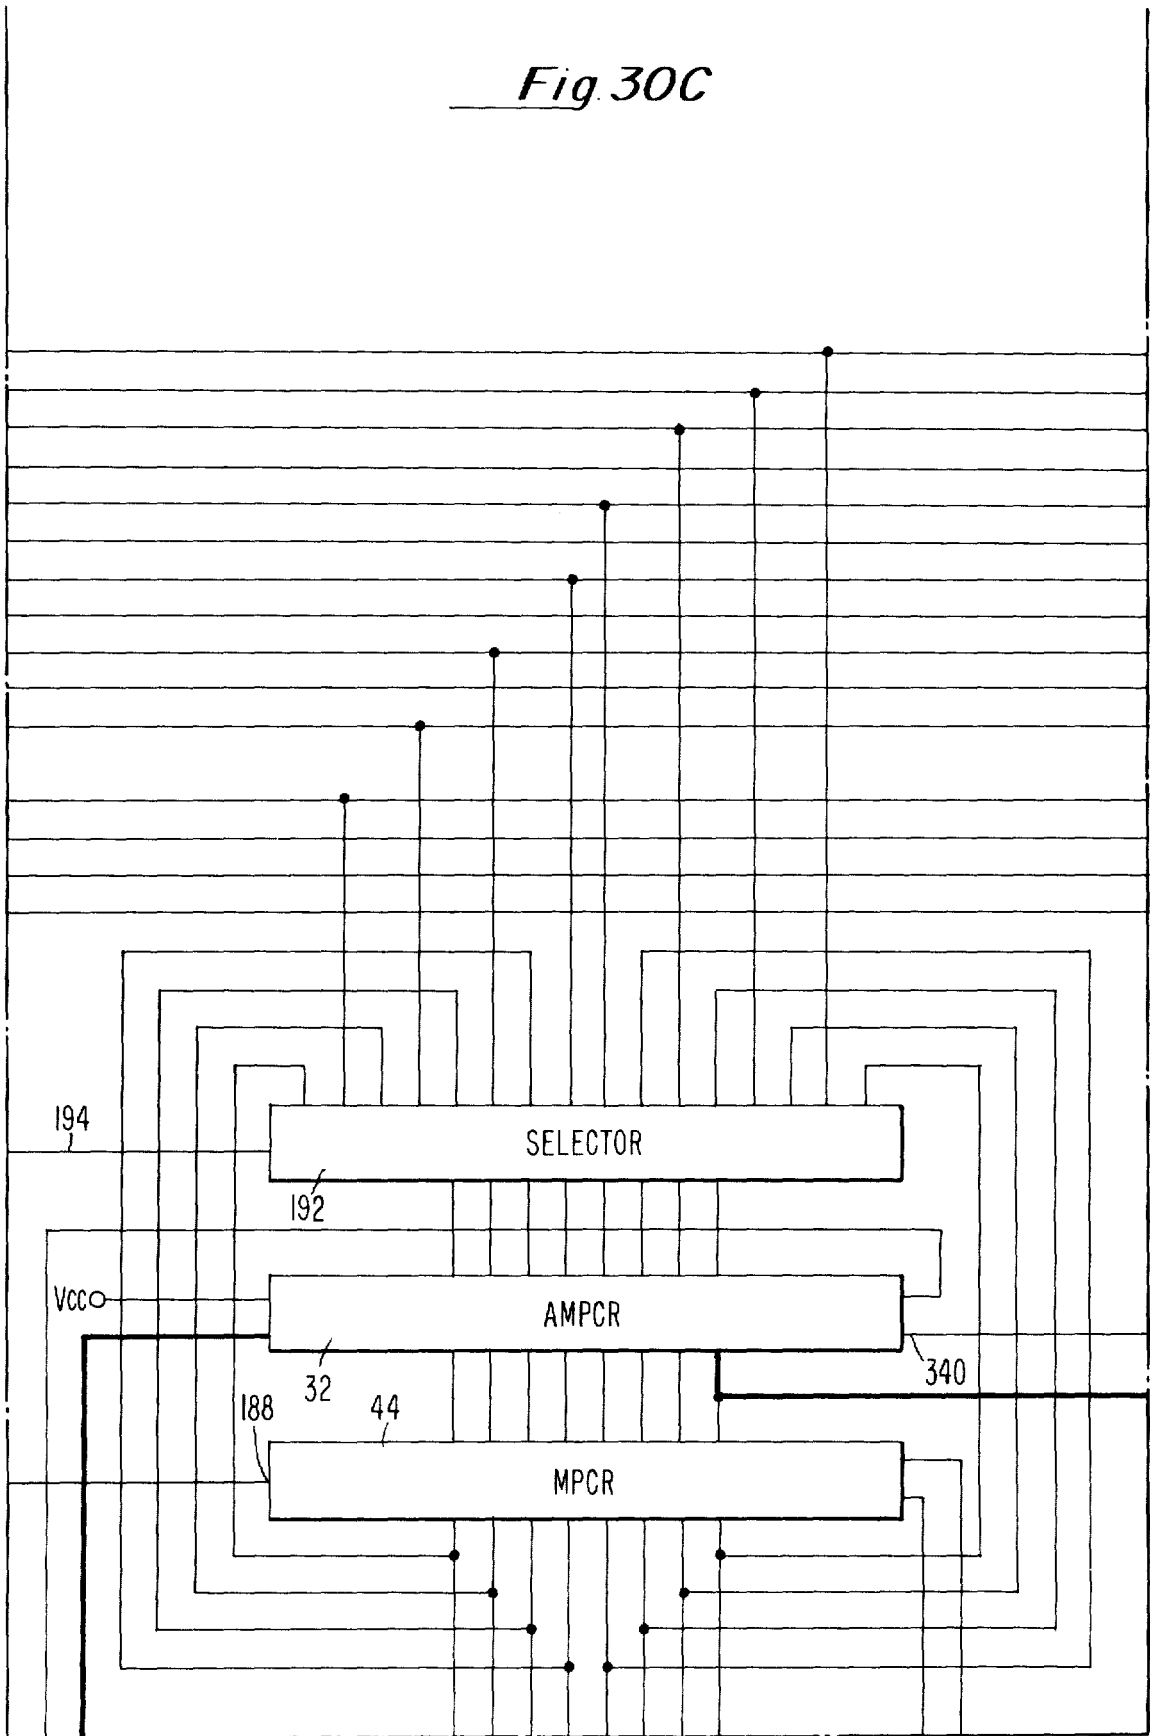 Fig. 30C
194
SELECTOR
192
Vcc
AMPCR
32
340
188
44
MPCR